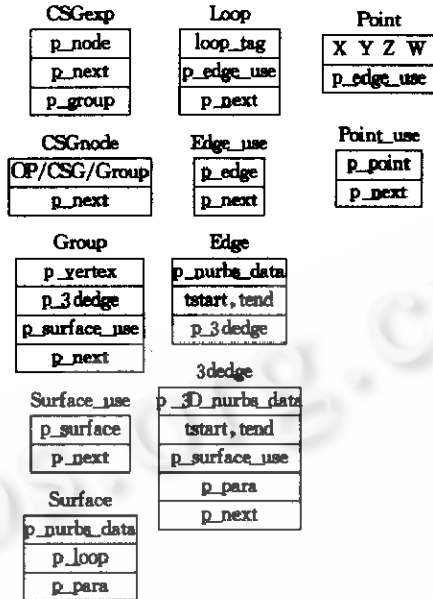 CSGexp
p_node
p_next
p_group
Loop
loop_tag
p_edge_use
p_next
Point
X Y Z W
p_edge_use
CSGnode
OP/CSG/Group
p_next
Edge_use
p_edge
p_next
Point_use
p_point
p_next
Group
p_vertex
p_3dedge
p_surface_use
p_next
Edge
p_nurbs_data
tstart, tend
p_3dedge
Surface_use
p_surface
p_next
3dedge
p_3D_nurbs_data
tstart, tend
p_surface_use
p_para
p_next
Surface
p_nurbs_data
p_loop
p_para